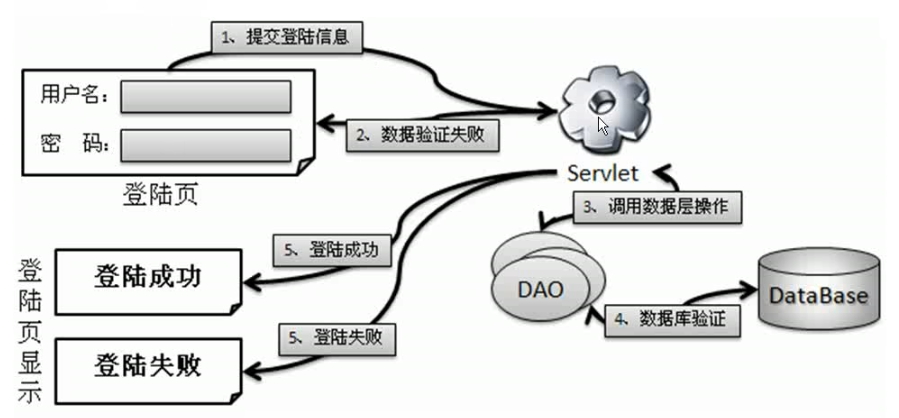 1、提交登陆信息
用户名:
密 码:
2、数据验证失败
登陆页
Servlet
3、调用数据层操作
5、登陆成功
登陆成功
DAO
DataBase
4、数据库验证
5、登陆失败
登陆失败
登陆页显示